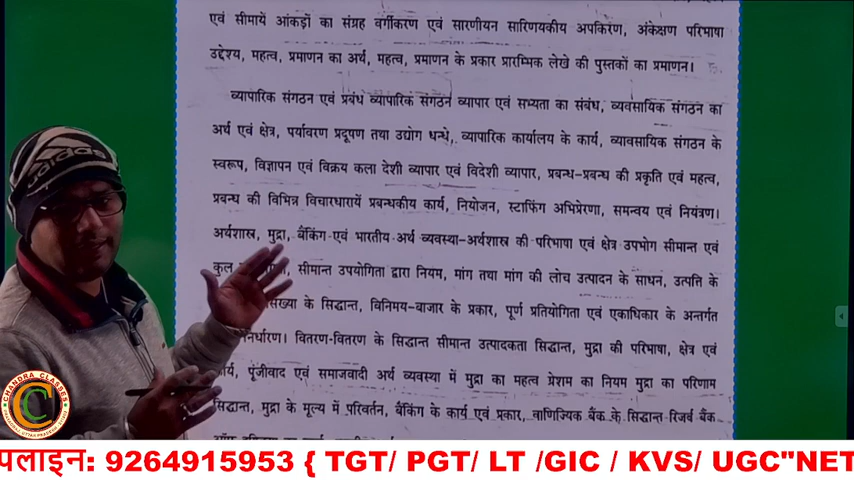 एवं सीमायें आंकड़ों का संग्रह वर्गीकरण एवं सारणीयन सारिणयकीय अपकिरण, अंकेक्षण परिभाषा
उद्देश्य, महत्व, प्रमाणन का अर्थ, महत्व, प्रमाणन के प्रकार प्रारम्भिक लेखे की पुस्तकों का प्रमाणन।
व्यापारिक संगठन एवं प्रबंध व्यापारिक संगठन व्यापार एवं सभ्यता का संबंध, व्यवसायिक संगठन का
अर्थ एवं क्षेत्र, पर्यावरण प्रदूषण तथा उद्योग धन्धे, व्यापारिक कार्यालय के कार्य, व्यावसायिक संगठन के
स्वरूप, विज्ञापन एवं विक्रय कला देशी व्यापार एवं विदेशी व्यापार, प्रबन्ध-प्रबन्ध की प्रकृति एवं महत्व,
प्रबन्ध की विभिन्न विचारधारायें प्रबन्धकीय कार्य, नियोजन, स्टाफिंग अभिप्रेरणा, समन्वय एवं नियंत्रण।
अर्थशास्त्र, मुद्रा, बैंकिंग एवं भारतीय अर्थ व्यवस्था-अर्थशास्त्र की परिभाषा एवं क्षेत्र उपभोग सीमान्त एवं
कुल सीमान्त उपयोगिता द्वारा नियम, मांग तथा मांग की लोच उत्पादन के साधन, उत्पत्ति के
के सिद्धान्त, विनिमय-बाजार के प्रकार, पूर्ण प्रतियोगिता एवं एकाधिकार के अन्तर्गत
निर्धारण। वितरण-वितरण के सिद्धान्त सीमान्त उत्पादकता सिद्धान्त, मुद्रा की परिभाषा, क्षेत्र एवं
कार्य, पूंजीवाद एवं समाजवादी अर्थ व्यवस्था में मुद्रा का महत्व ग्रेशम का नियम मुद्रा का परिणाम
सिद्धान्त, मुद्रा के मूल्य में परिवर्तन, बैंकिंग के कार्य एवं प्रकार, वाणिज्यिक बैंक के सिद्धान्त रिजर्व बैंक
adidas
CHANDRA CLASSES
पलाइन: 9264915953 { TGT/ PGT/ LT /GIC / KVS/ UGC"NET